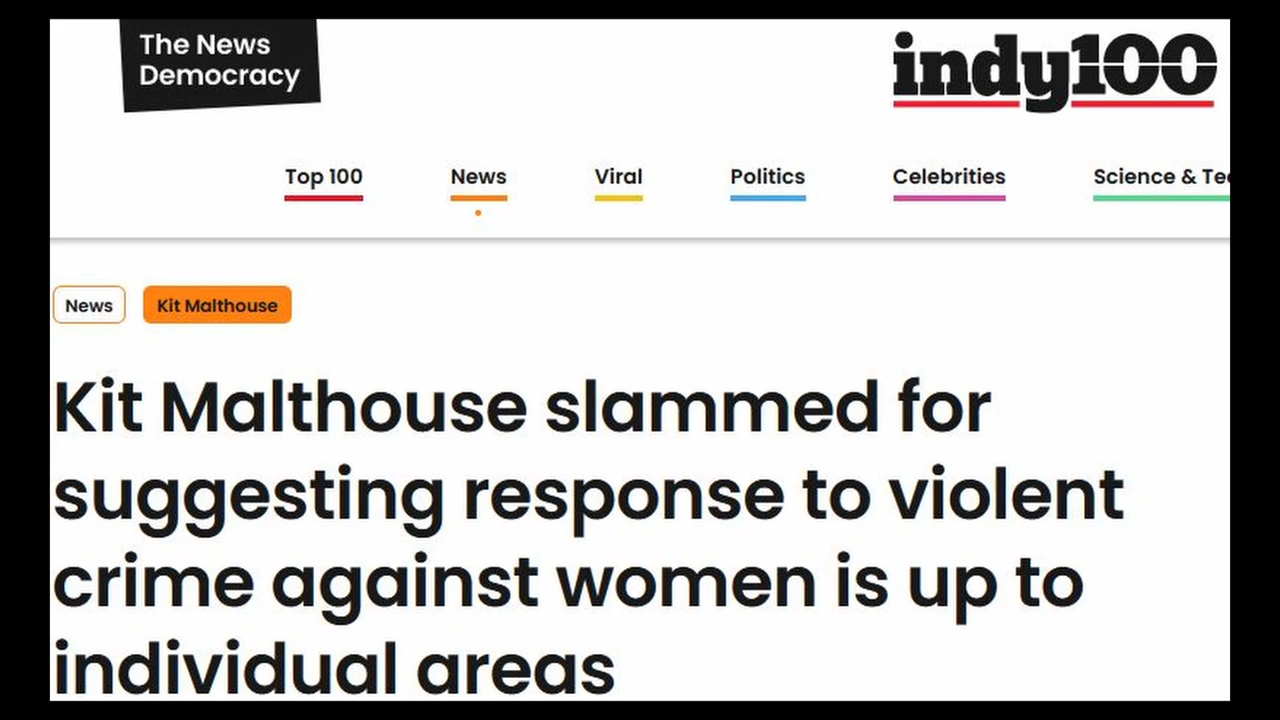 The News
Democracy
indy100
Top 100
News
Viral
Politics
Celebrities
Science &
News
Kit Malthouse
Kit Malthouse slammed for
suggesting response to violent
crime against women is up to
individual areas